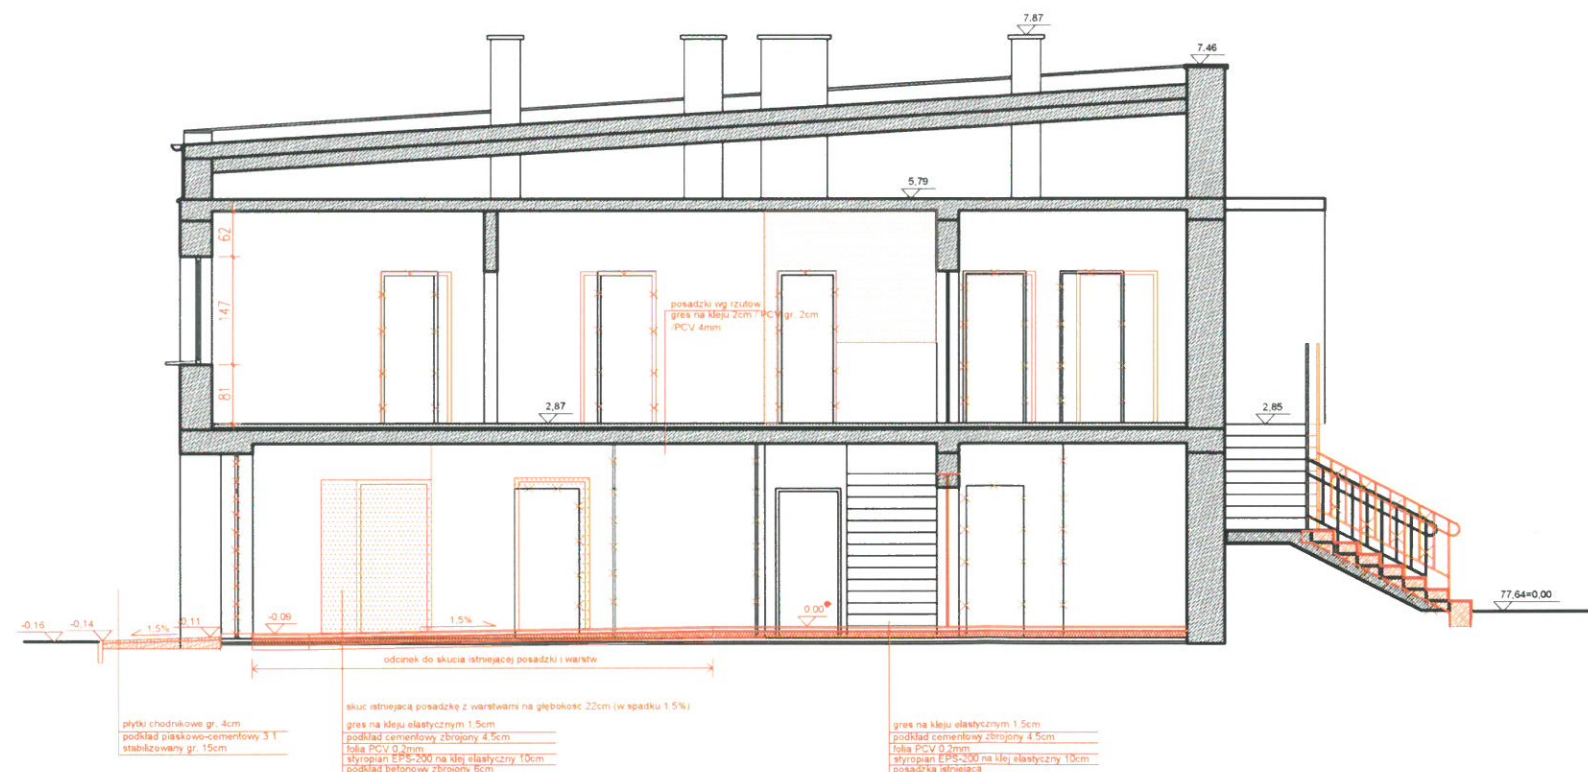 7.87
7.46
5,79
62
147
81
posadzki wg rzutow
gres na kleju 2cm / PCV gr. 2cm
/PCV 4mm
2,87
2,85
77,64=0,00
0.00
-0.16
-0.14
1.5%
-0.11
-0.09
1.5%
odcinek do skucia istniejącej posadzki i warstw
skuc istniejącą posadzkę z warstwami na głębokosc 22cm (w spadku 1.5%)
płytki chodnikowe gr. 4cm
podkład piaskowo-cementowy 3.1
stabilizowany gr. 15cm
gres na kleju elastycznym 1.5cm
podkład cementowy zbrojony 4.5cm
folia PCV 0,2mm
styropian EPS-200 na klej elastyczny 10cm
podkład betonowy zbrojony 6cm
gres na kleju elastycznym 1.5cm
podkład cementowy zbrojony 4.5cm
folia PCV 0.2mm
styropian EPS-200 na klej elastyczny 10cm
posadzka istniejąca